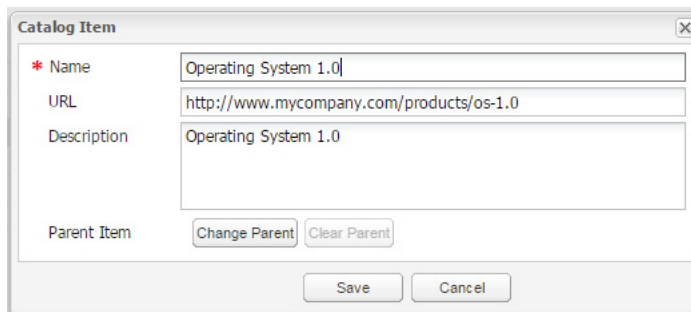 Catalog Item
* Name Operating System 1.0
URL http://www.mycompany.com/products/os-1.0
Description Operating System 1.0
Parent Item Change Parent Clear Parent
Save Cancel